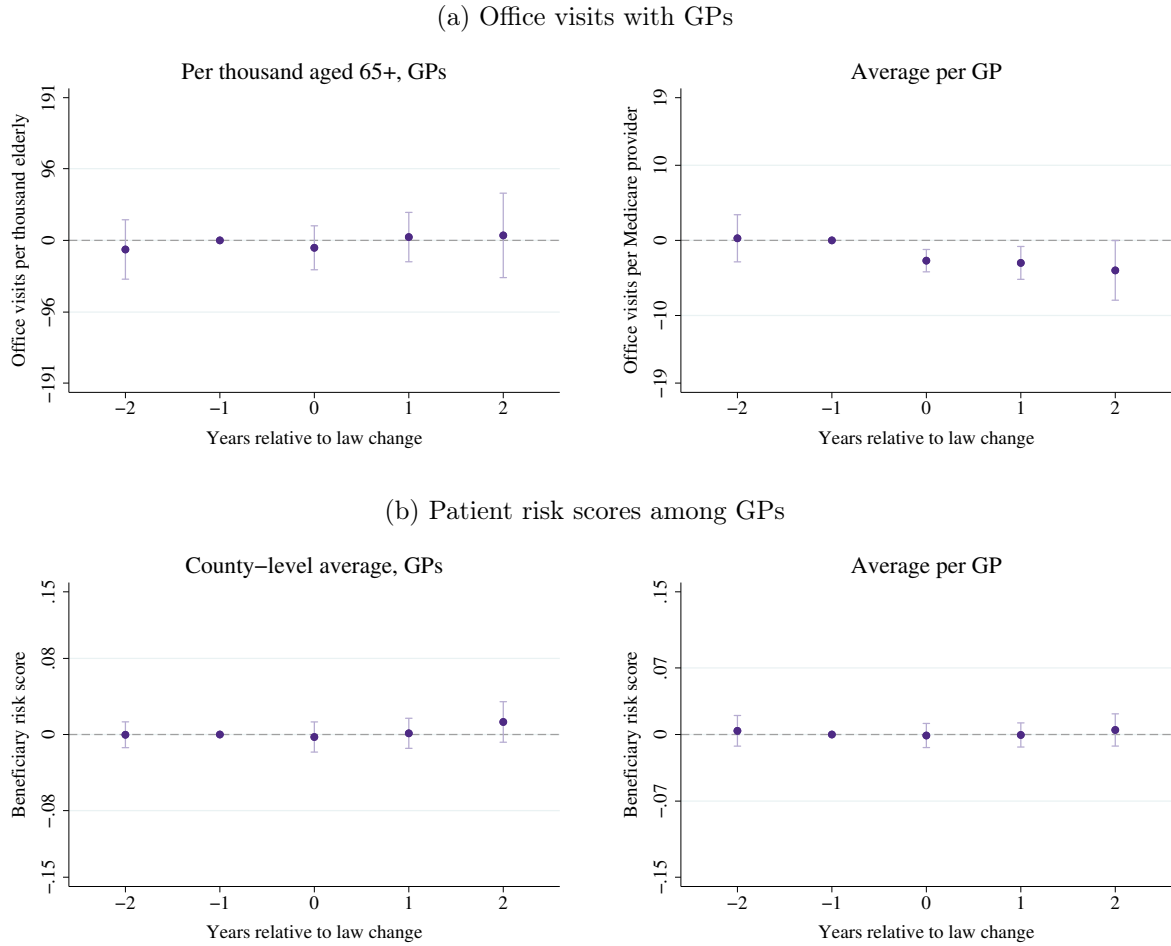 (a) Office visits with GPs
Per thousand aged 65+, GPs
Office visits per thousand elderly
191
96
0
−96
−191
−2 −1 0 1 2
Years relative to law change
Average per GP
Office visits per Medicare provider
19
10
0
−10
−19
−2 −1 0 1 2
Years relative to law change
(b) Patient risk scores among GPs
County−level average, GPs
Beneficiary risk score
.15
.08
0
−.08
−.15
−2 −1 0 1 2
Years relative to law change
Average per GP
Beneficiary risk score
.15
.07
0
−.07
−.15
−2 −1 0 1 2
Years relative to law change